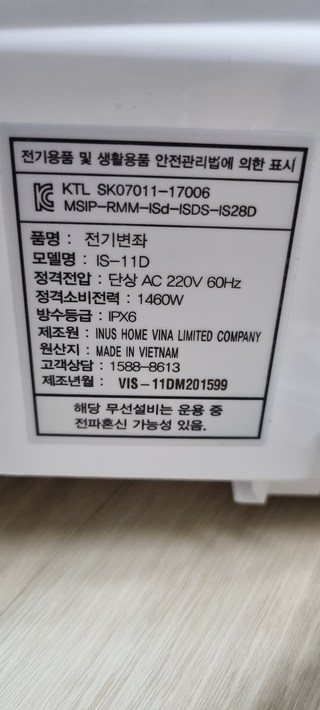 전기용품 및 생활용품 안전관리법에 의한 표시
KTL SK07011-17006
MSIP-RMM-ISd-ISDS-IS28D
품명 : 전기변좌
모델명 : IS-11D
정격전압 : 단상 AC 220V 60Hz
정격소비전력 : 1460W
방수등급 : IPX6
제조원 : INUS HOME VINA LIMITED COMPANY
원산지 : MADE IN VIETNAM
고객상담 : 1588-8613
제조년월 : VIS-11DM201599
해당 무선설비는 운용 중
전파혼신 가능성 있음.